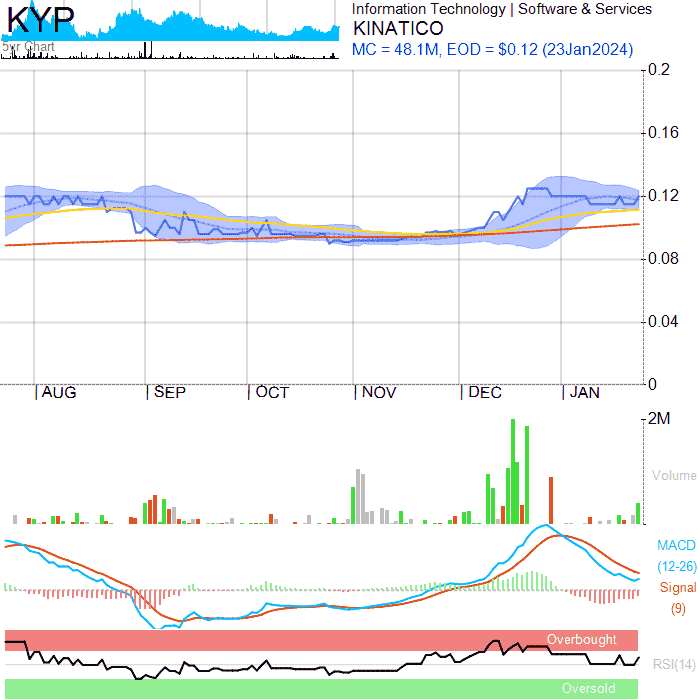 KYP
5yr Chart
Information Technology | Software & Services
KINATICO
MC = 48.1M, EOD = $0.12 (23Jan2024)
0.2
0.16
0.12
0.08
0.04
0
AUG SEP OCT NOV DEC JAN
2M
Volume
MACD
(12-26)
Signal
(9)
Overbought
RSI(14)
Oversold